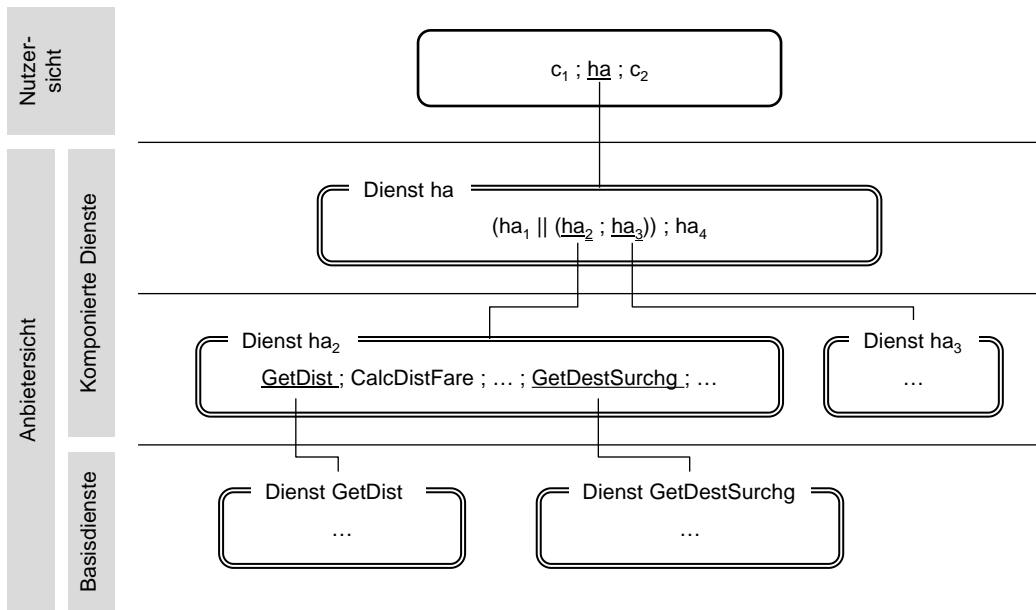 Nutzer-
sicht
c₁ ; ha ; c₂
Anbietersicht
Komponierte Dienste
Dienst ha
(ha₁ || (ha₂ ; ha₃)) ; ha₄
Dienst ha₂
GetDist ; CalcDistFare ; … ; GetDestSurchg ; …
Dienst ha₃
…
Basisdienste
Dienst GetDist
…
Dienst GetDestSurchg
…